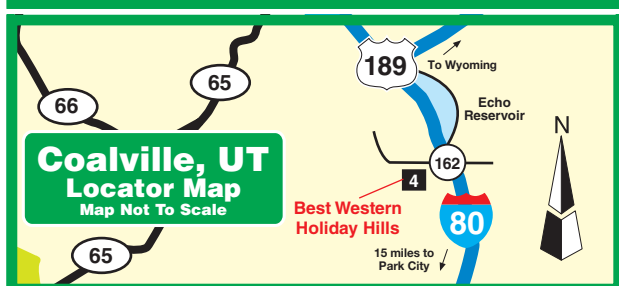 189
To Wyoming
65
66
Echo
Reservoir
N
Coalville, UT
Locator Map
Map Not To Scale
162
4
Best Western
Holiday Hills
80
65
15 miles to
Park City